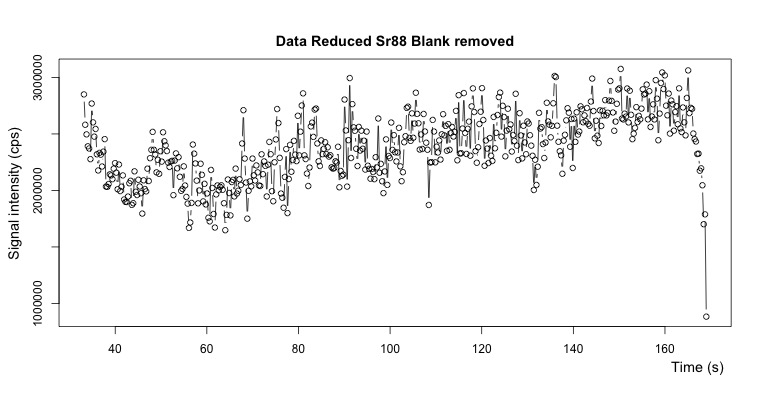 Data Reduced Sr88 Blank removed
Signal intensity (cps)
3000000
2000000
1000000
40 60 80 100 120 140 160
Time (s)